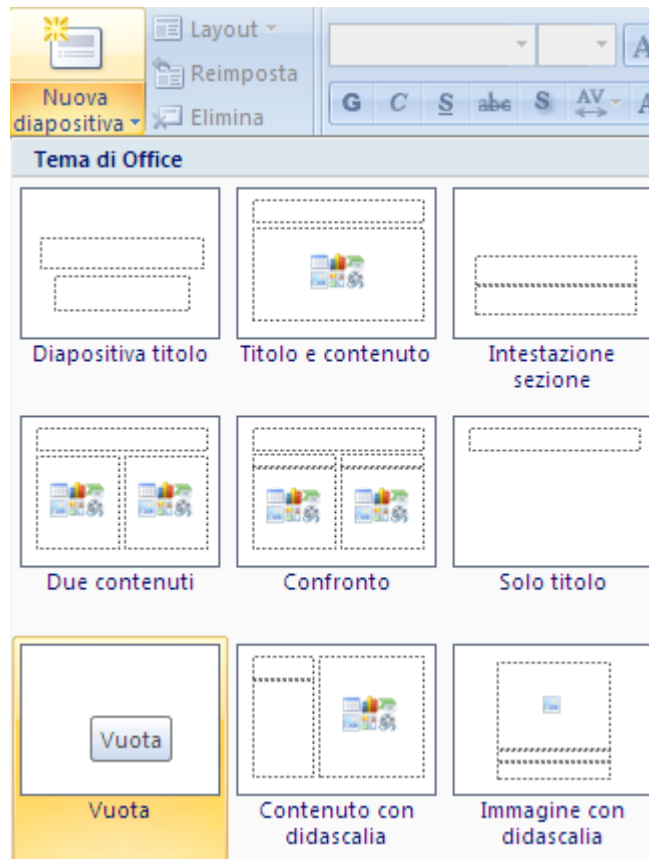 Layout
Reimposta
Nuova
diapositiva
Elimina
G C S abc S AV A
A
Tema di Office
Diapositiva titolo
Titolo e contenuto
Intestazione
sezione
Due contenuti
Confronto
Solo titolo
Vuota
Vuota
Contenuto con
didascalia
Immagine con
didascalia